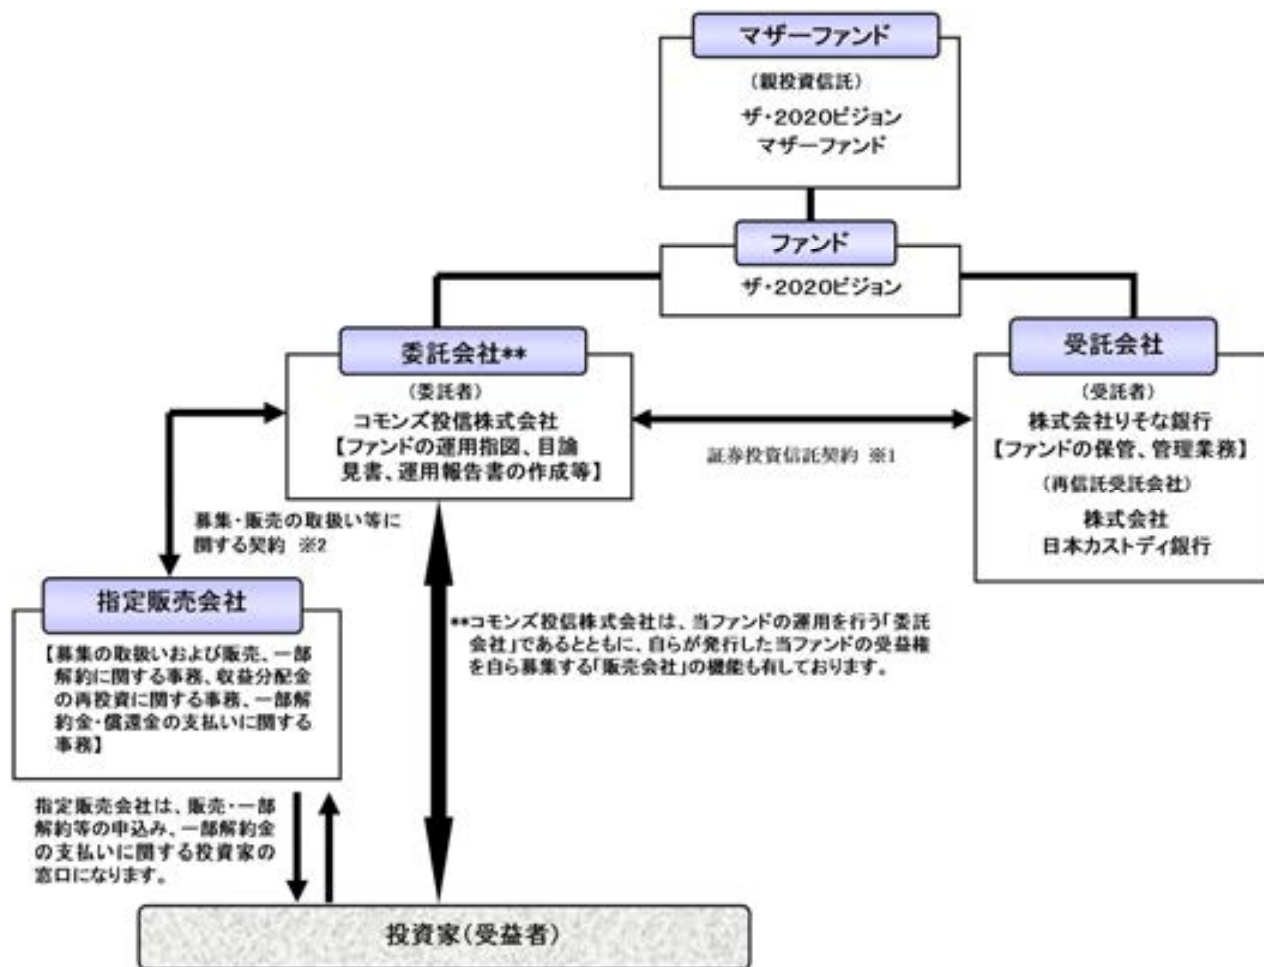 マザーファンド
(親投資信託)
ザ・2020ビジョン
マザーファンド
ファンド
ザ・2020ビジョン
委託会社**
(委託者)
コモンズ投信株式会社
【ファンドの運用指図、目論
見書、運用報告書の作成等】
受託会社
(受託者)
株式会社りそな銀行
【ファンドの保管、管理業務】
(再信託受託会社)
株式会社
日本カストディ銀行
証券投資信託契約 ※1
募集・販売の取扱い等に
関する契約 ※2
指定販売会社
【募集の取扱いおよび販売、一部
解約に関する事務、収益分配金
の再投資に関する事務、一部解
約金・償還金の支払いに関する
事務】
**コモンズ投信株式会社は、当ファンドの運用を行う「委託
会社」であるとともに、自らが発行した当ファンドの受益権
を自ら募集する「販売会社」の機能も有しております。
指定販売会社は、販売・一部
解約等の申込み、一部解約金
の支払いに関する投資家の
窓口になります。
投資家(受益者)